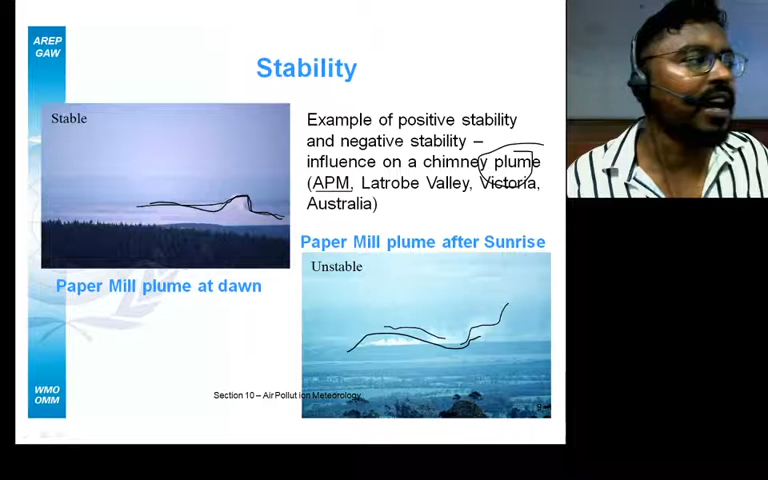 AREP
GAW
Stability
Stable
Example of positive stability
and negative stability –
influence on a chimney plume
(APM, Latrobe Valley, Victoria,
Australia)
Paper Mill plume after Sunrise
Unstable
Paper Mill plume at dawn
WMO
OMM
Section 10 – Air Pollution Meteorology